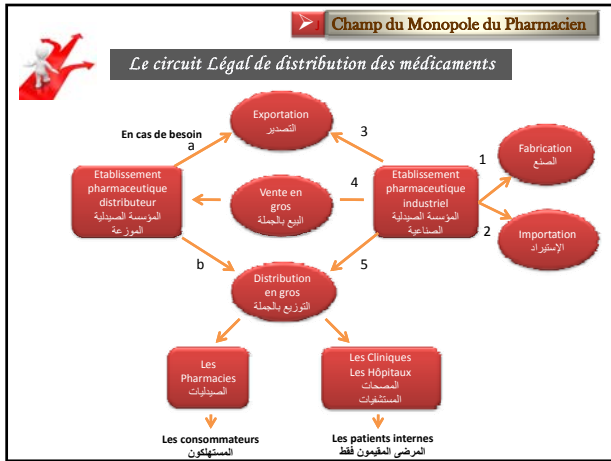 J Champ du Monopole du Pharmacien
Le circuit Légal de distribution des médicaments
En cas de besoin
a
Exportation
التصدير
3
Fabrication
الصنع
1
Etablissement
pharmaceutique
distributeur
المؤسسة الصيدلية
الموزعة
Vente en
gros
البيع بالجملة
4
Etablissement
pharmaceutique
industriel
المؤسسة الصيدلية
الصناعية
2
Importation
الإستيراد
b
Distribution
en gros
التوزيع بالجملة
5
Les
Pharmacies
الصيدليات
Les Cliniques
Les Hôpitaux
المصحات
المستشفيات
Les consommateurs
المستهلكون
Les patients internes
المرضى المقيمون فقط